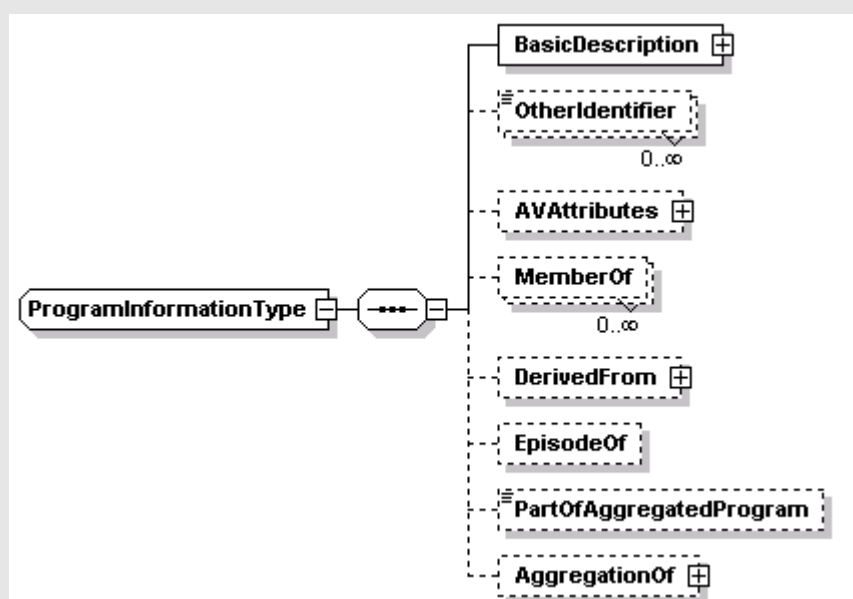 BasicDescription
OtherIdentifier
0..∞
AVAttributes
MemberOf
0..∞
ProgramInformationType
DerivedFrom
EpisodeOf
PartOfAggregatedProgram
AggregationOf